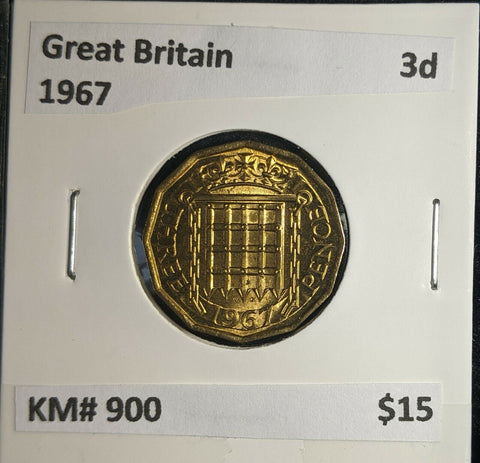 Great Britain 3d
1967
THREE PENCE
1967
KM# 900 $15